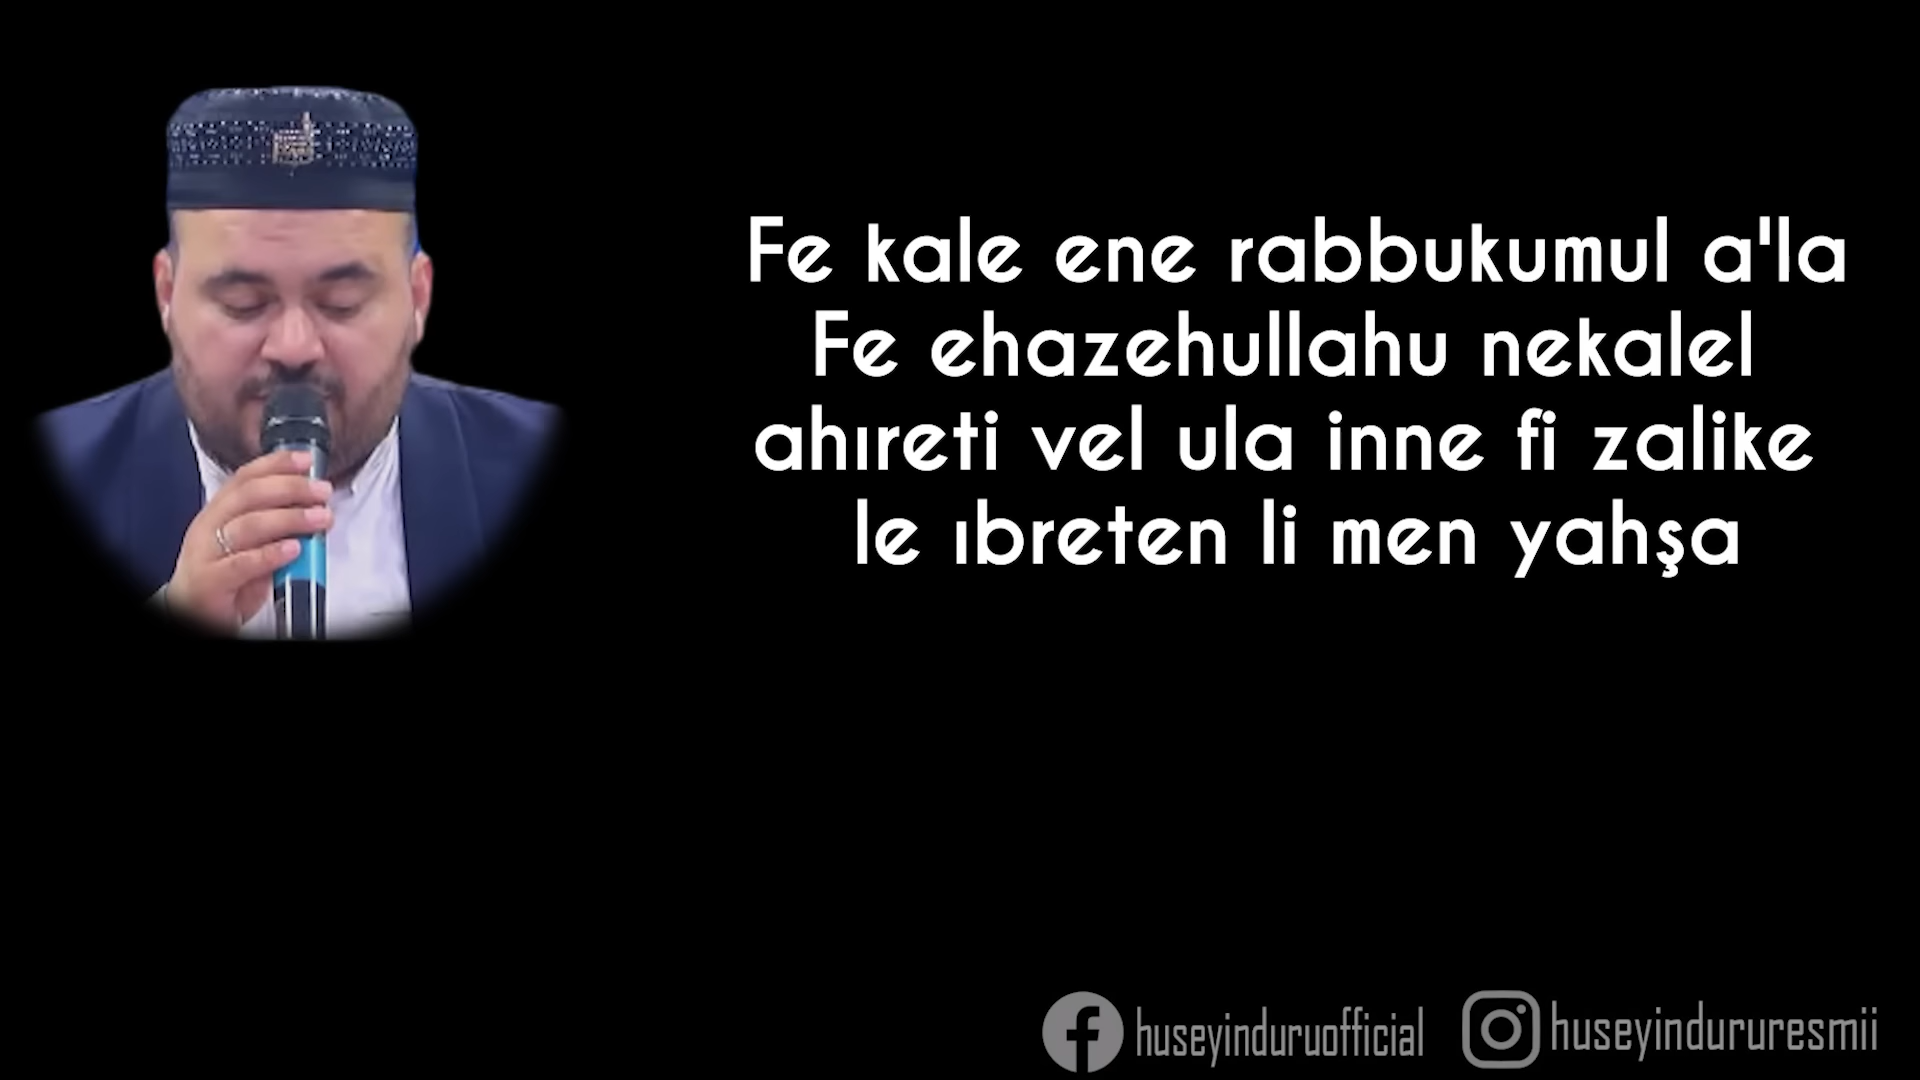 Fe kale ene rabbukumul a'la
Fe ehazehullahu nekalel
ahıreti vel ula inne fi zalike
le ıbreten li men yahşa
huseyinduruofficial
huseyindururesmii